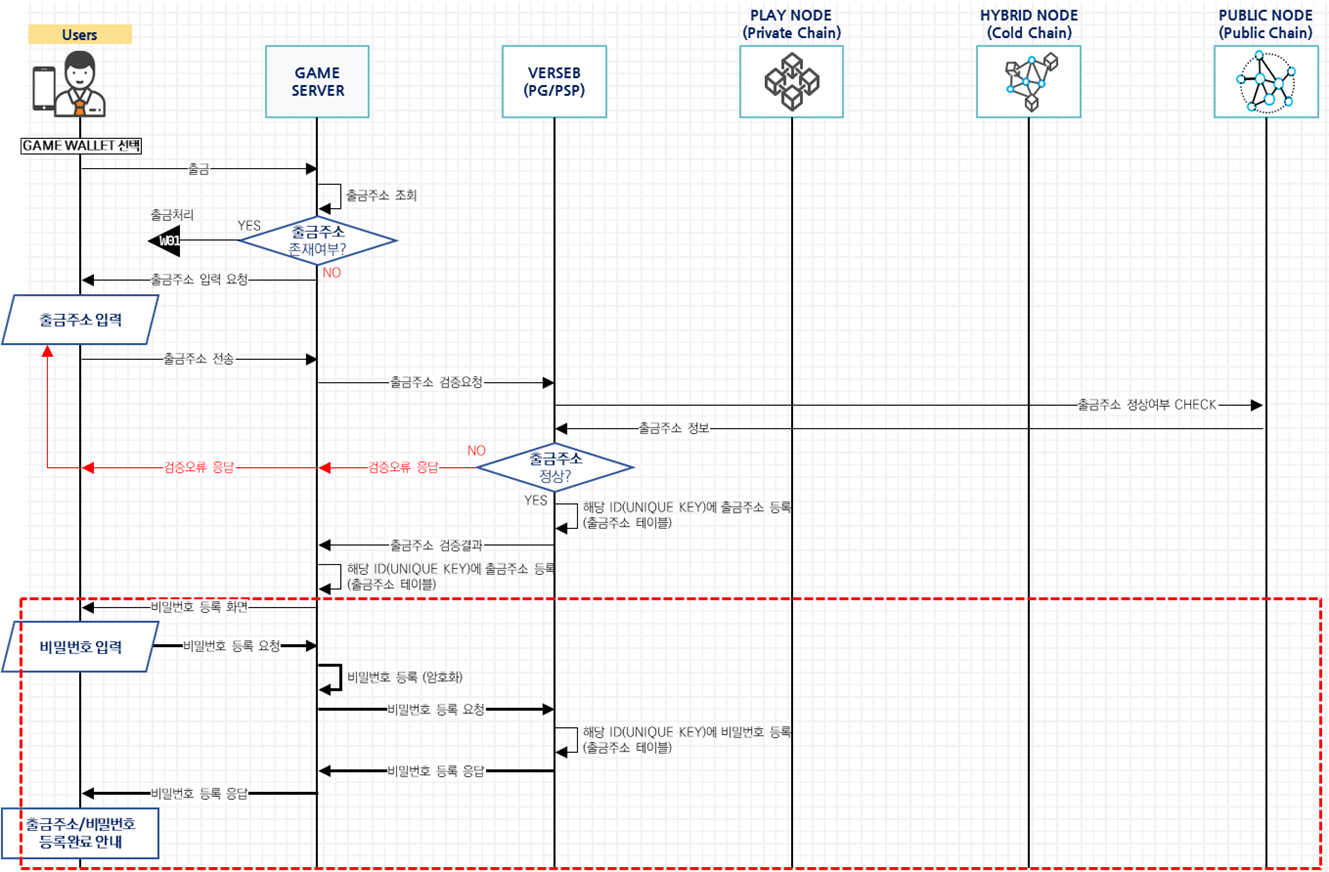 Users
GAME
SERVER
VERSEB
(PG/PSP)
PLAY NODE
(Private Chain)
HYBRID NODE
(Cold Chain)
PUBLIC NODE
(Public Chain)
GAME WALLET 선택
출금
출금주소 조회
출금처리
W01
YES
출금주소
존재여부?
NO
출금주소 입력 요청
출금주소 입력
출금주소 전송
출금주소 검증요청
출금주소 정상여부 CHECK
출금주소 정보
NO
출금주소
정상?
검증오류 응답
검증오류 응답
YES
해당 ID(UNIQUE KEY)에 출금주소 등록
(출금주소 테이블)
출금주소 검증결과
해당 ID(UNIQUE KEY)에 출금주소 등록
(출금주소 테이블)
비밀번호 등록 화면
비밀번호 입력
비밀번호 등록 요청
비밀번호 등록 (암호화)
비밀번호 등록 요청
해당 ID(UNIQUE KEY)에 비밀번호 등록
(출금주소 테이블)
비밀번호 등록 응답
비밀번호 등록 응답
출금주소/비밀번호
등록완료 안내